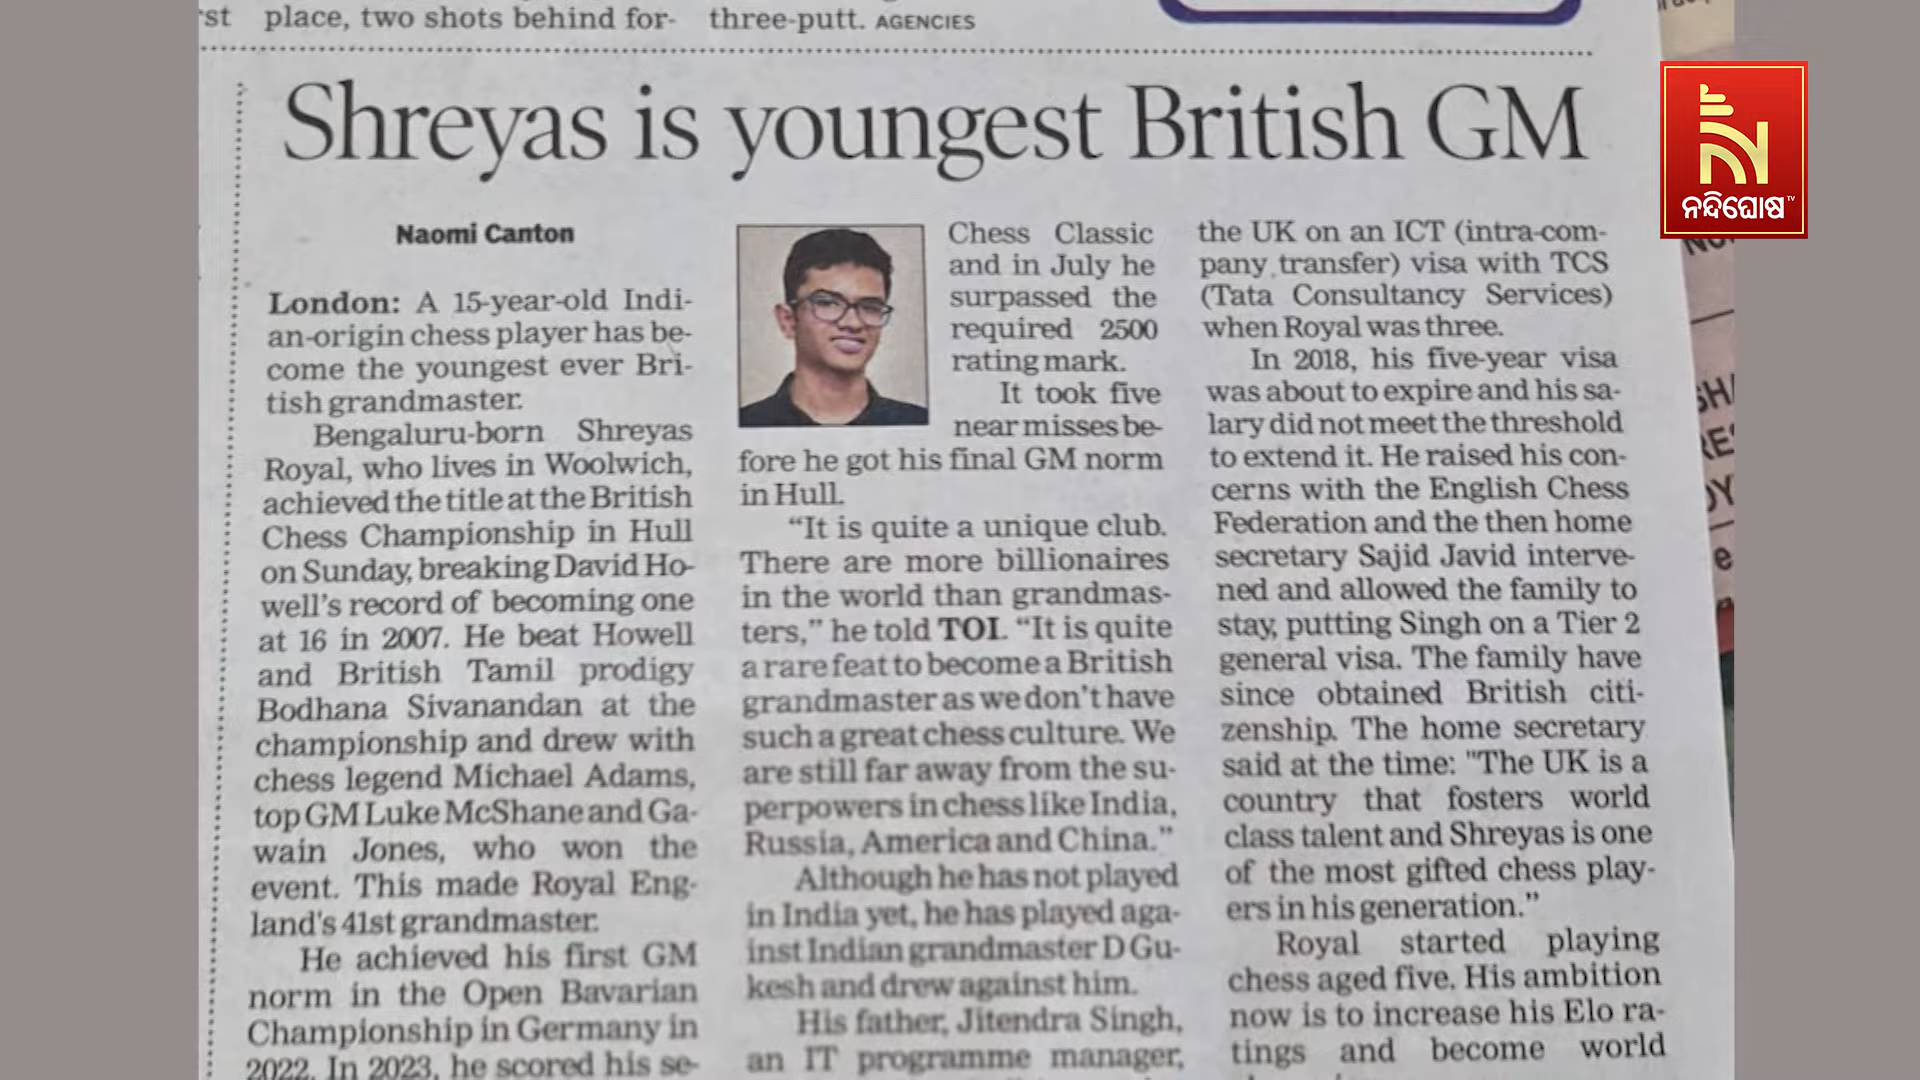 rst place, two shots behind for-
three-putt. AGENCIES
Shreyas is youngest British GM
Naomi Canton
London: A 15-year-old Indi-
an-origin chess player has be-
come the youngest ever Bri-
tish grandmaster.
Bengaluru-born Shreyas
Royal, who lives in Woolwich,
achieved the title at the British
Chess Championship in Hull
on Sunday, breaking David Ho-
well's record of becoming one
at 16 in 2007. He beat Howell
and British Tamil prodigy
Bodhana Sivanandan at the
championship and drew with
chess legend Michael Adams,
top GM Luke McShane and Ga-
wain Jones, who won the
event. This made Royal Eng-
land's 41st grandmaster.
He achieved his first GM
norm in the Open Bavarian
Championship in Germany in
2022. In 2023, he scored his se-
Chess Classic
and in July he
surpassed the
required 2500
rating mark.
It took five
near misses be-
fore he got his final GM norm
in Hull.
“It is quite a unique club.
There are more billionaires
in the world than grandmas-
ters,” he told TOI. “It is quite
a rare feat to become a British
grandmaster as we don't have
such a great chess culture. We
are still far away from the su-
perpowers in chess like India,
Russia, America and China.”
Although he has not played
in India yet, he has played aga-
inst Indian grandmaster D Gu-
kesh and drew against him.
His father, Jitendra Singh,
an IT programme manager,
the UK on an ICT (intra-com-
pany transfer) visa with TCS
(Tata Consultancy Services)
when Royal was three.
In 2018, his five-year visa
was about to expire and his sa-
lary did not meet the threshold
to extend it. He raised his con-
cerns with the English Chess
Federation and the then home
secretary Sajid Javid interve-
ned and allowed the family to
stay, putting Singh on a Tier 2
general visa. The family have
since obtained British citi-
zenship. The home secretary
said at the time: "The UK is a
country that fosters world
class talent and Shreyas is one
of the most gifted chess play-
ers in his generation.”
Royal started playing
chess aged five. His ambition
now is to increase his Elo ra-
tings and become world
ନନ୍ଦିଘୋଷ TV